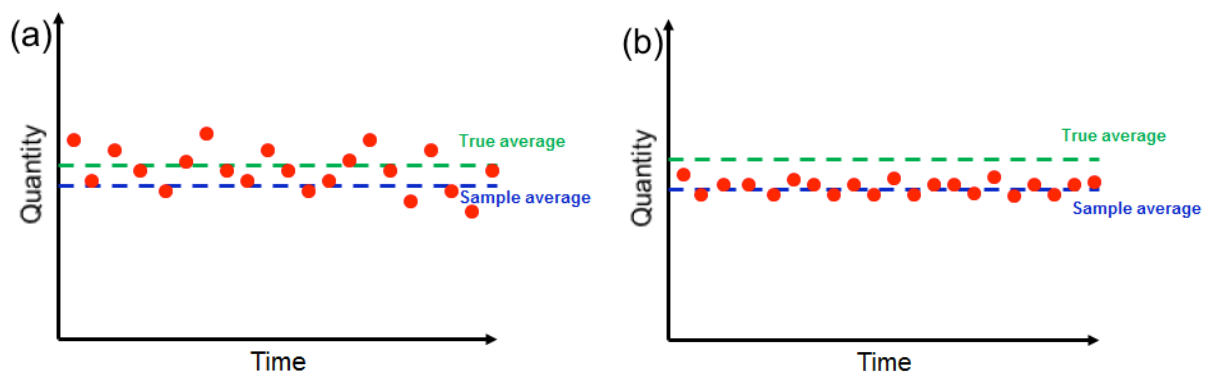 (a)
Quantity
True average
Sample average
Time
(b)
Quantity
True average
Sample average
Time